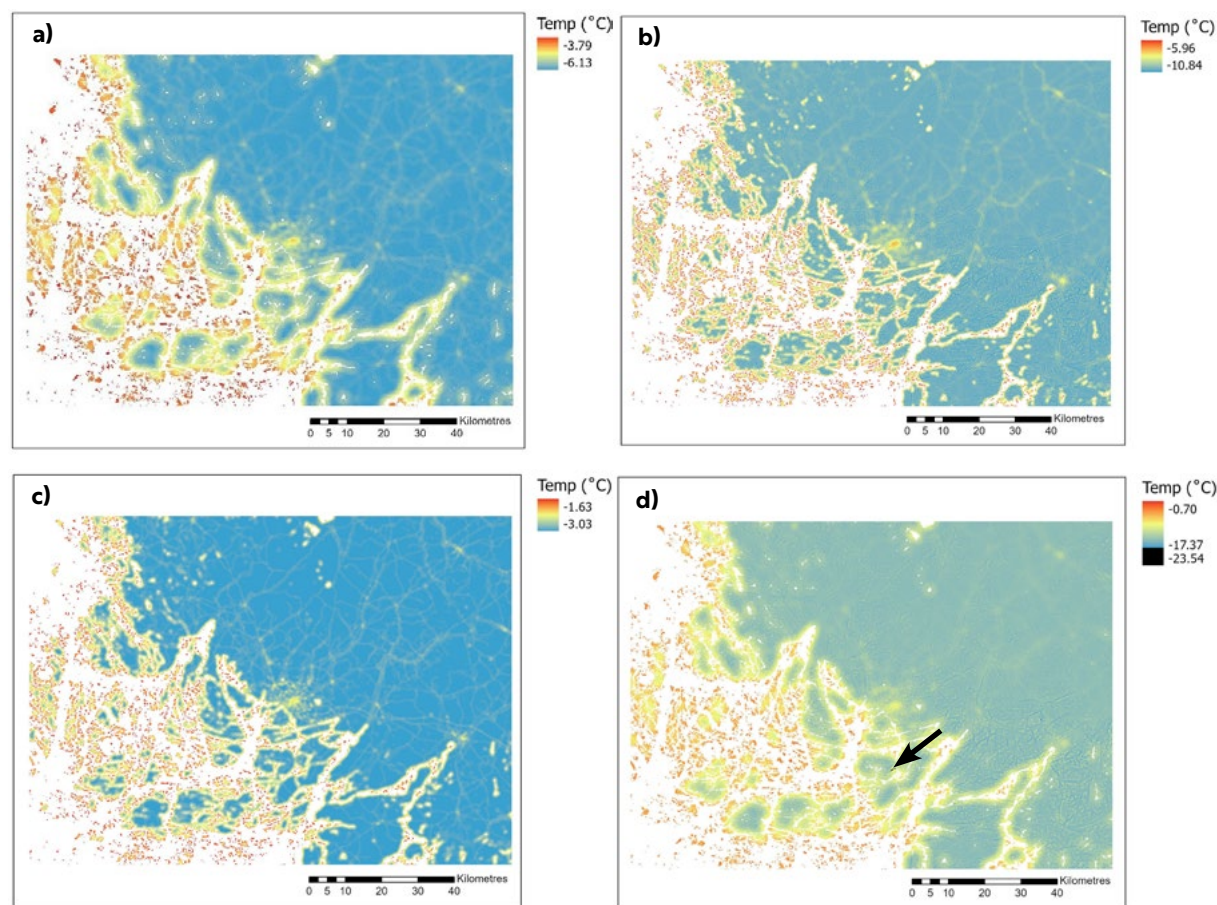 a)
Temp (°C)
-3.79
-6.13
Kilometres
0 5 10 20 30 40
b)
Temp (°C)
-5.96
-10.84
Kilometres
0 5 10 20 30 40
c)
Temp (°C)
-1.63
-3.03
Kilometres
0 5 10 20 30 40
d)
Temp (°C)
-0.70
-17.37
-23.54
Kilometres
0 5 10 20 30 40